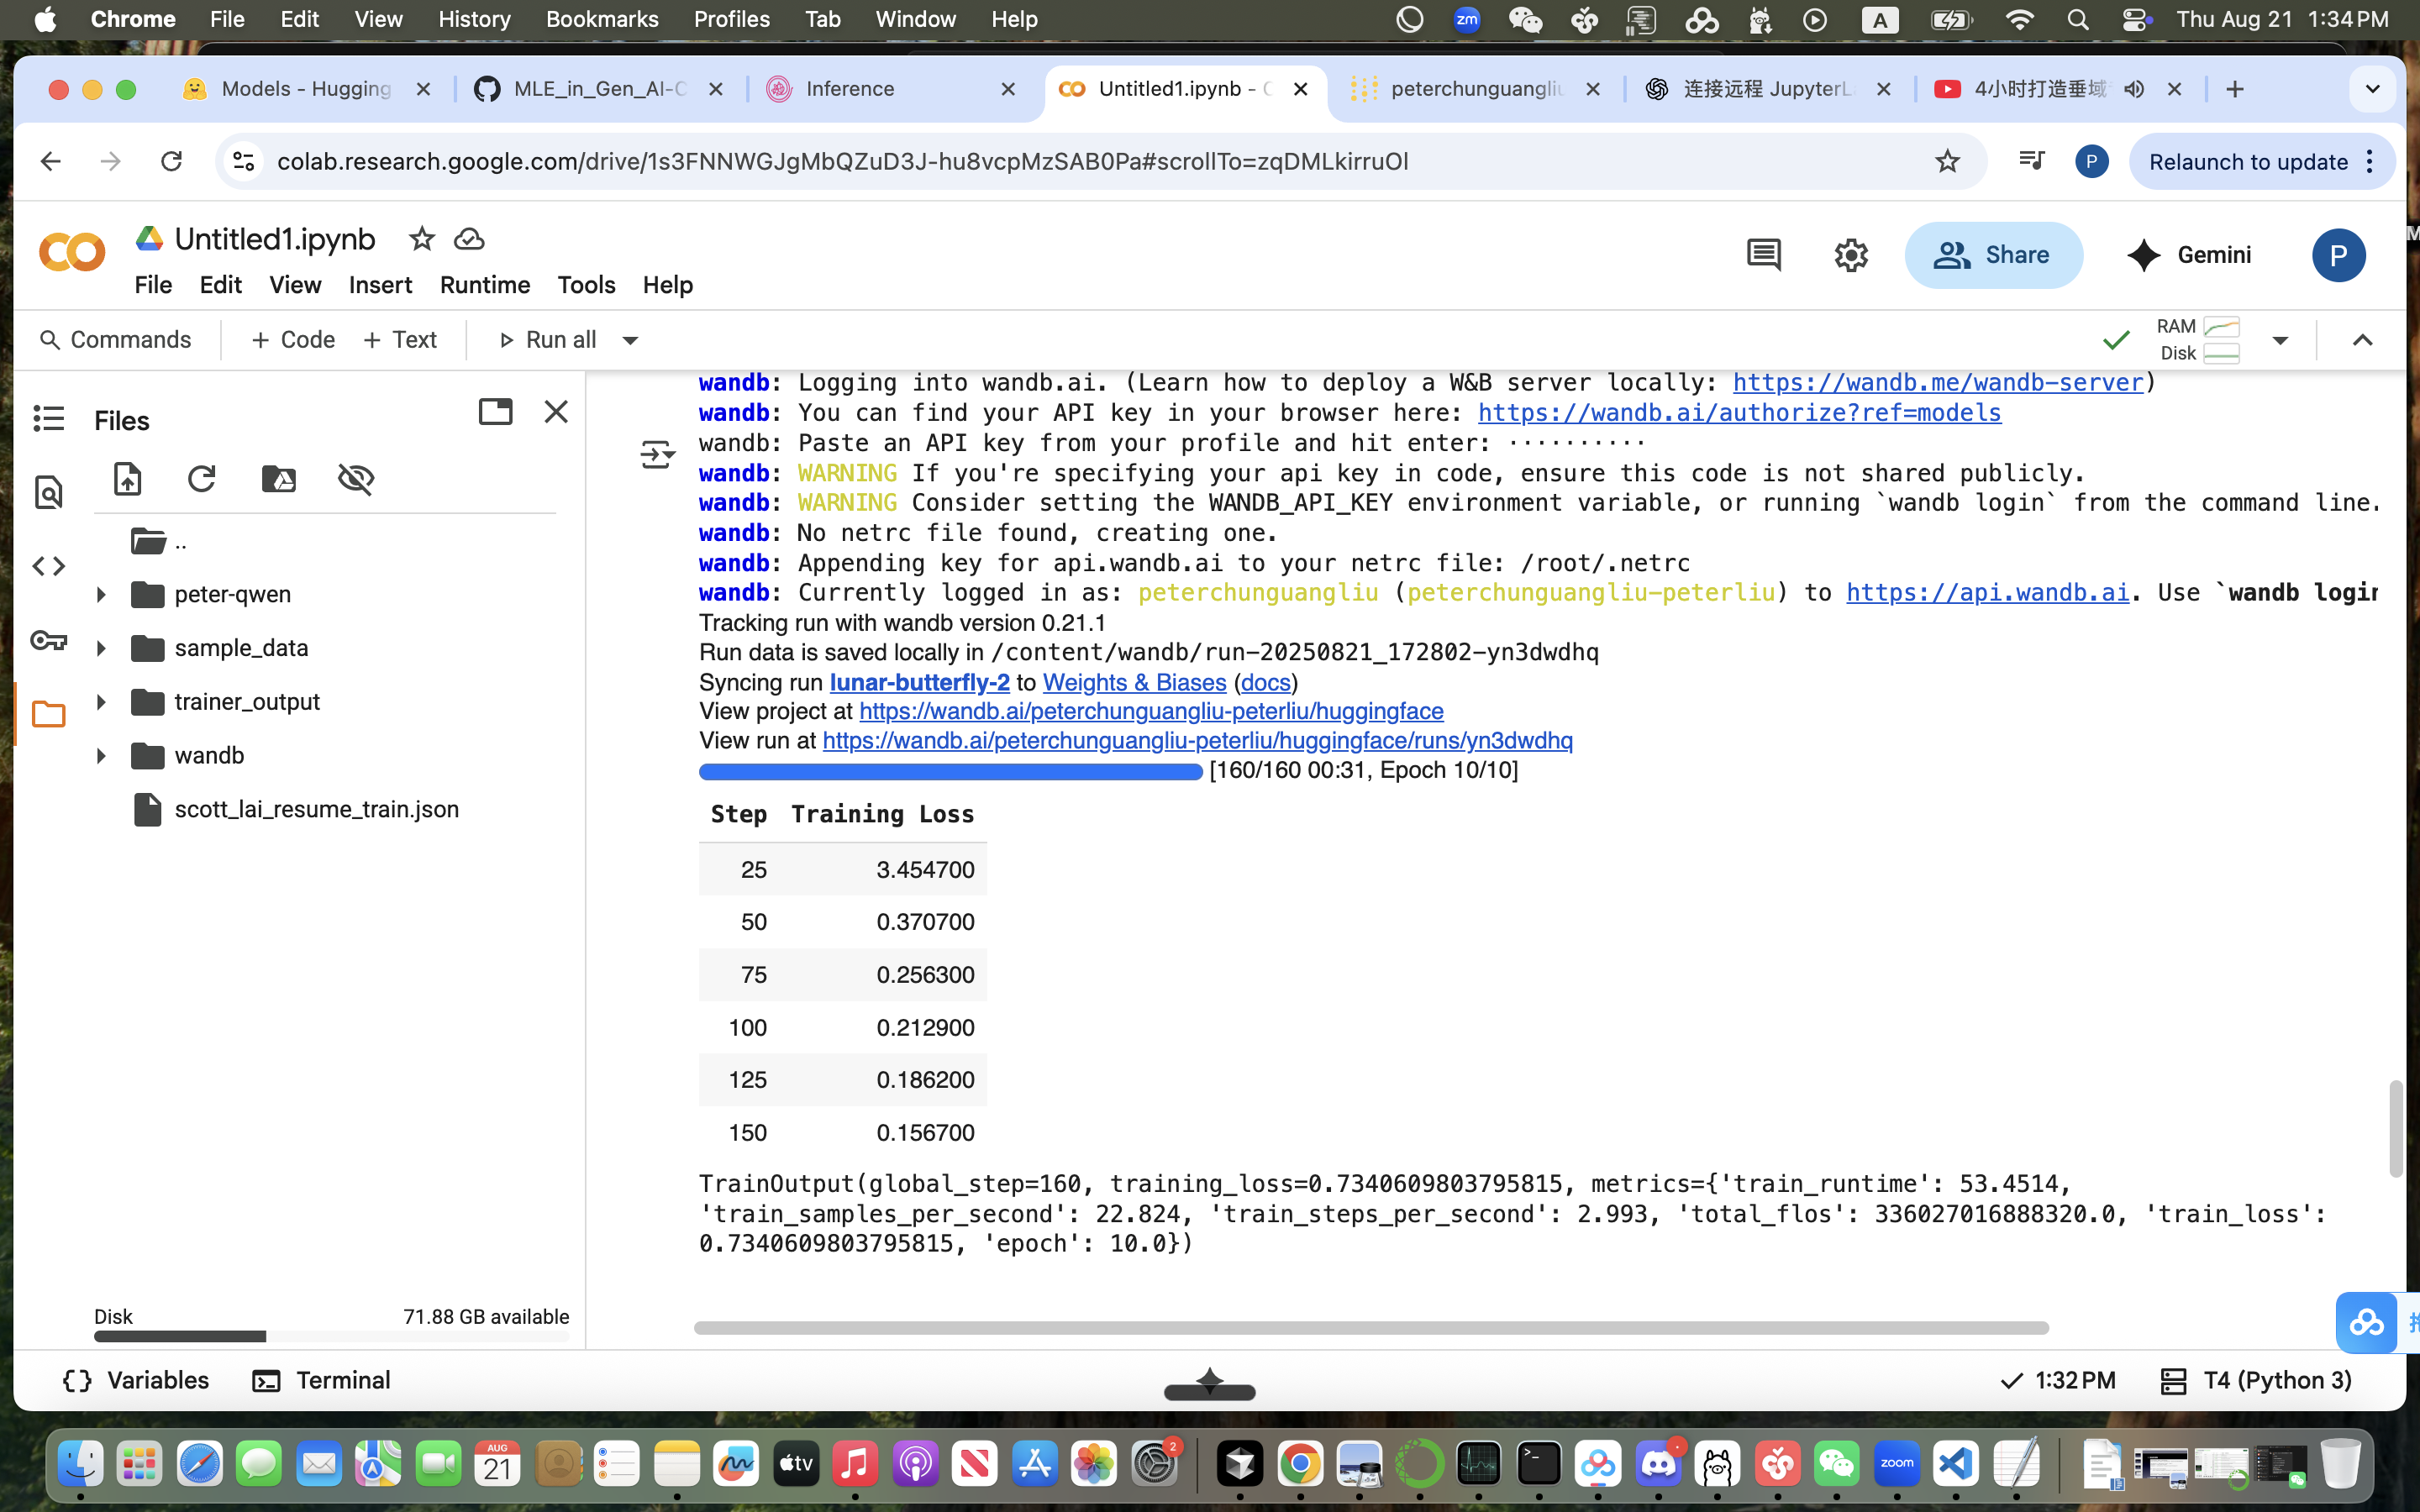 Chrome File Edit View History Bookmarks Profiles Tab Window Help zm A Thu Aug 21 1:34 PM
Models - Hugging MLE_in_Gen_AI-C Inference Untitled1.ipynb - peterchunguangliu 连接远程 JupyterL 4小时打造垂域
colab.research.google.com/drive/1s3FNNWGJgMbQZuD3J-hu8vcpMzSAB0Pa#scrollTo=zqDMLkirruOl P Relaunch to update
Untitled1.ipynb
File Edit View Insert Runtime Tools Help
Share Gemini P
Commands + Code + Text Run all
RAM
Disk
Files
..
peter-qwen
sample_data
trainer_output
wandb
scott_lai_resume_train.json
Disk 71.88 GB available
wandb: Logging into wandb.ai. (Learn how to deploy a W&B server locally: https://wandb.me/wandb-server)
wandb: You can find your API key in your browser here: https://wandb.ai/authorize?ref=models
wandb: Paste an API key from your profile and hit enter: ··········
wandb: WARNING If you're specifying your api key in code, ensure this code is not shared publicly.
wandb: WARNING Consider setting the WANDB_API_KEY environment variable, or running `wandb login` from the command line.
wandb: No netrc file found, creating one.
wandb: Appending key for api.wandb.ai to your netrc file: /root/.netrc
wandb: Currently logged in as: peterchunguangliu (peterchunguangliu-peterliu) to https://api.wandb.ai. Use `wandb login
Tracking run with wandb version 0.21.1
Run data is saved locally in /content/wandb/run-20250821_172802-yn3dwdhq
Syncing run lunar-butterfly-2 to Weights & Biases (docs)
View project at https://wandb.ai/peterchunguangliu-peterliu/huggingface
View run at https://wandb.ai/peterchunguangliu-peterliu/huggingface/runs/yn3dwdhq
[160/160 00:31, Epoch 10/10]
Step Training Loss
25 3.454700
50 0.370700
75 0.256300
100 0.212900
125 0.186200
150 0.156700
TrainOutput(global_step=160, training_loss=0.7340609803795815, metrics={'train_runtime': 53.4514,
'train_samples_per_second': 22.824, 'train_steps_per_second': 2.993, 'total_flos': 336027016888320.0, 'train_loss':
0.7340609803795815, 'epoch': 10.0})
Variables Terminal 1:32 PM T4 (Python 3)
AUG
21
tv
2
zoom